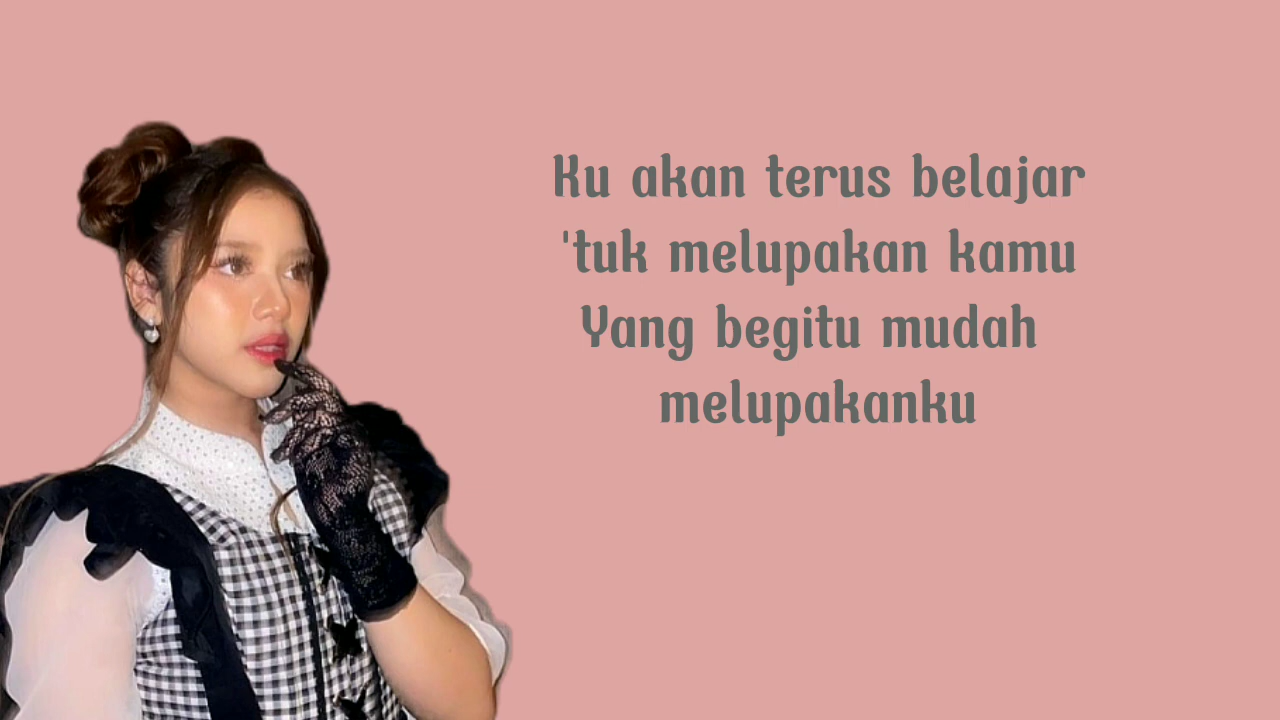 Ku akan terus belajar
'tuk melupakan kamu
Yang begitu mudah
melupakanku